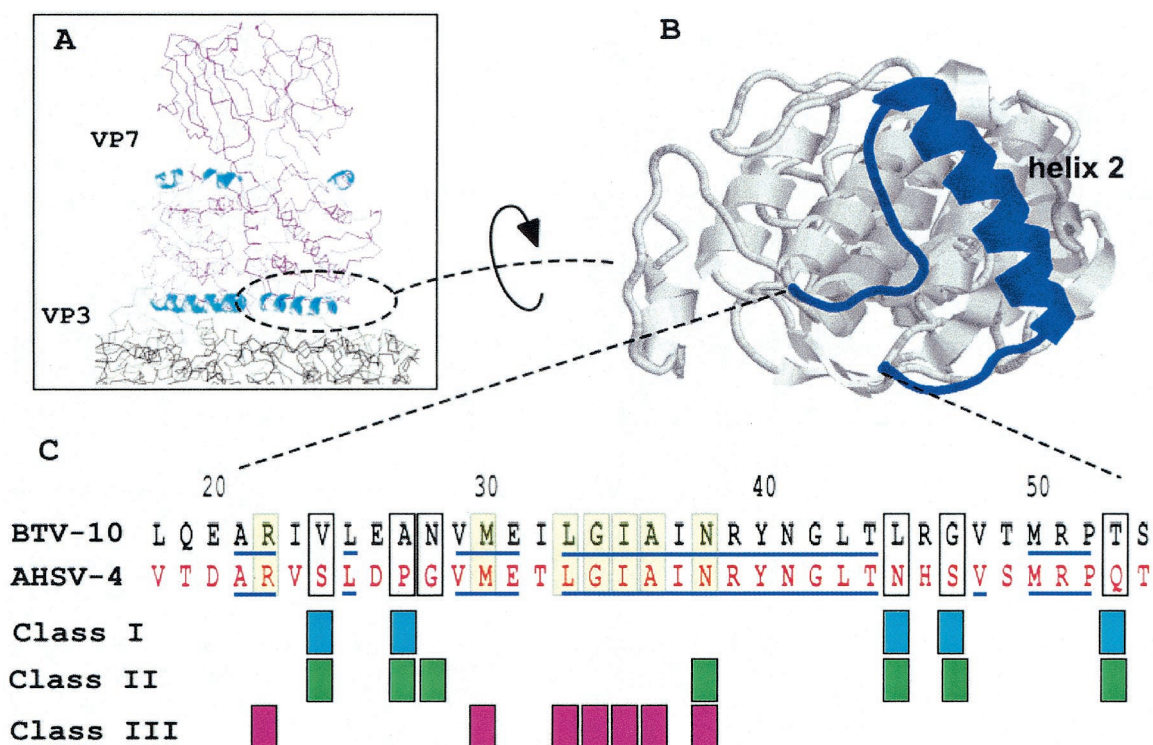 A
B
VP7
helix 2
VP3
C
20 30 40 50
BTV-10 L Q E A R I V L E A N V M E I L G I A I N R Y N G L T L R G V T M R P T S
AHSV-4 V T D A R V S L D P G V M E T L G I A I N R Y N G L T N H S V S M R P Q T
Class I
Class II
Class III